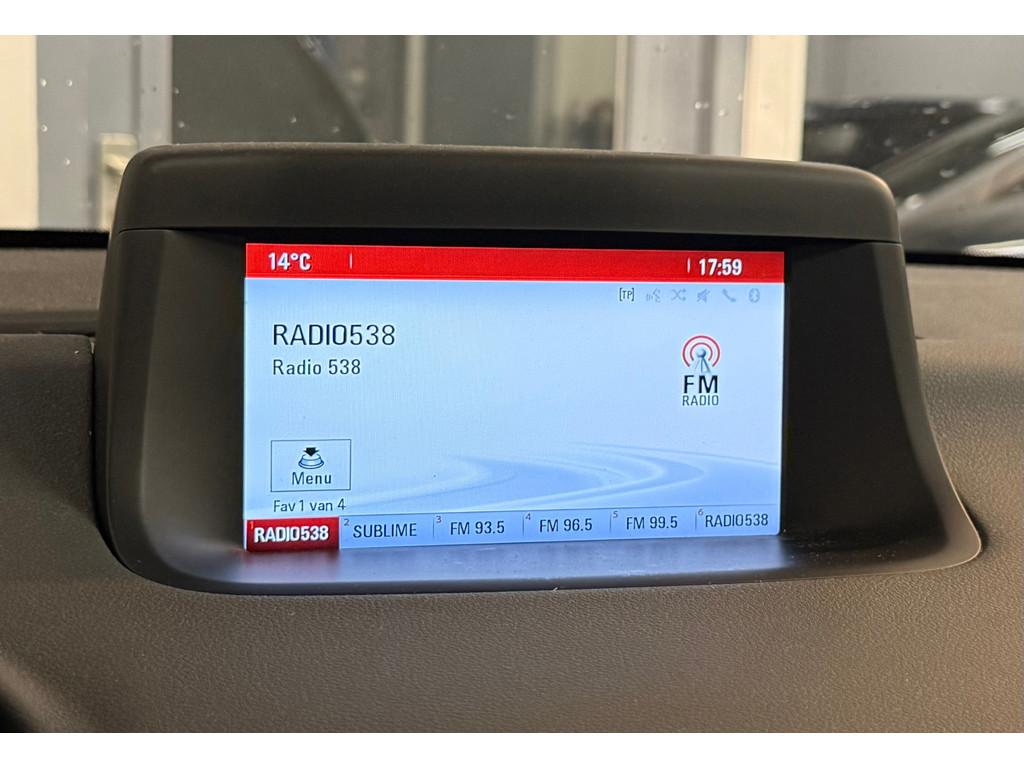 14°C 17:59
[TP]
RADIO538
Radio 538
FM
RADIO
Menu
Fav 1 van 4
1 RADIO538 2 SUBLIME 3 FM 93.5 4 FM 96.5 5 FM 99.5 6 RADIO538